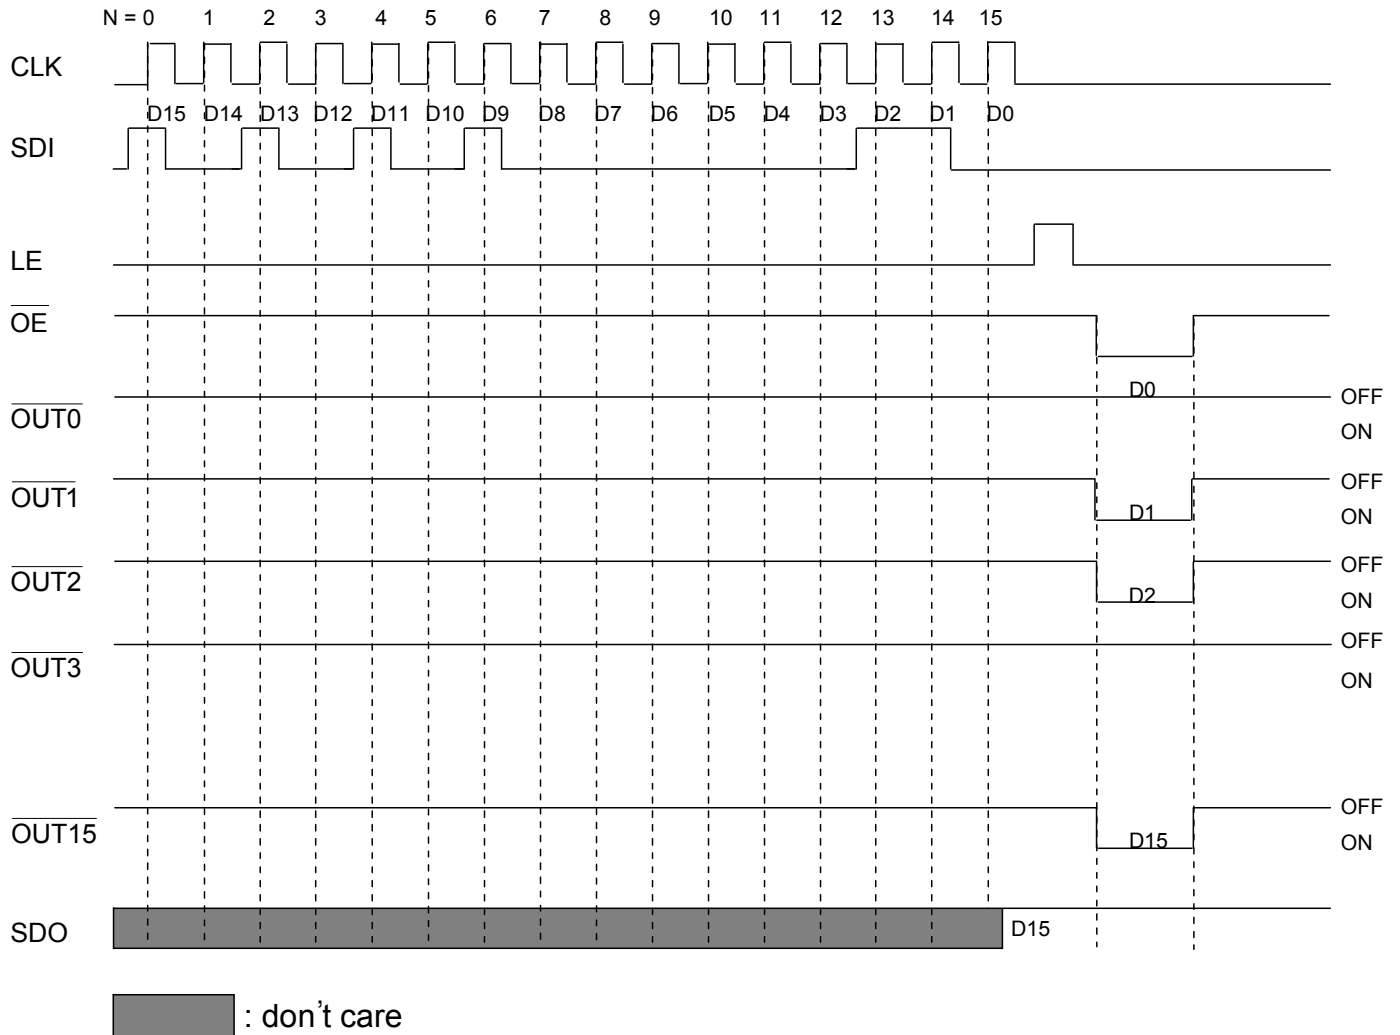 N = 0 1 2 3 4 5 6 7 8 9 10 11 12 13 14 15
CLK
D15 D14 D13 D12 D11 D10 D9 D8 D7 D6 D5 D4 D3 D2 D1 D0
SDI
LE
OE
D0
OFF
OUT0
ON
OFF
OUT1
D1
ON
OFF
OUT2
D2
ON
OFF
OUT3
ON
OFF
OUT15
D15
ON
SDO
D15
: don't care